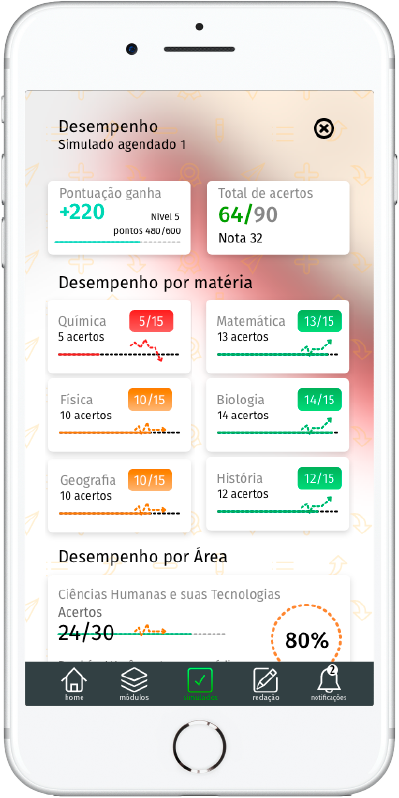 Desempenho
Simulado agendado 1
Pontuação ganha
+220
Nível 5
pontos 480/600
Total de acertos
64/90
Nota 32
Desempenho por matéria
Química
5/15
5 acertos
Matemática
13/15
13 acertos
Física
10/15
10 acertos
Biologia
14/15
14 acertos
Geografia
10/15
10 acertos
História
12/15
12 acertos
Desempenho por Área
Ciências Humanas e suas Tecnologias
Acertos
24/30
80%
home
módulos
simulados
redação
notificações
2